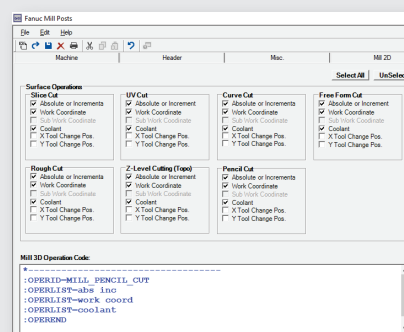 Fanuc Mill Posts
File Edit Help
Machine Header Misc. Mill 2D
Select All UnSelec
Surface Operations
Slice Cut
Absolute or Incrementa
Work Coordinate
Sub Work Coordinate
Coolant
X Tool Change Pos.
Y Tool Change Pos.
UV Cut
Absolute or Increment
Work Coordinate
Sub Work Coordinate
Coolant
X Tool Change Pos.
Y Tool Change Pos.
Curve Cut
Absolute or Incrementa
Work Coordinate
Sub Work Coordinate
Coolant
X Tool Change Pos.
Y Tool Change Pos.
Free Form Cut
Absolute or Incrementa
Work Coordinate
Sub Work Coordinate
Coolant
X Tool Change Pos.
Y Tool Change Pos.
Rough Cut
Absolute or Incrementa
Work Coordinate
Sub Work Coordinate
Coolant
X Tool Change Pos.
Y Tool Change Pos.
Z-Level Cutting (Topo)
Absolute or Incrementa
Work Coordinate
Sub Work Coordinate
Coolant
X Tool Change Pos.
Y Tool Change Pos.
Pencil Cut
Absolute or Incrementa
Work Coordinate
Sub Work Coordinate
Coolant
X Tool Change Pos.
Y Tool Change Pos.
Mill 3D Operation Code:
*----------------------------------
:OPERID=MILL_PENCIL_CUT
:OPERLIST=abs inc
:OPERLIST=work coord
:OPERLIST=coolant
:OPEREND